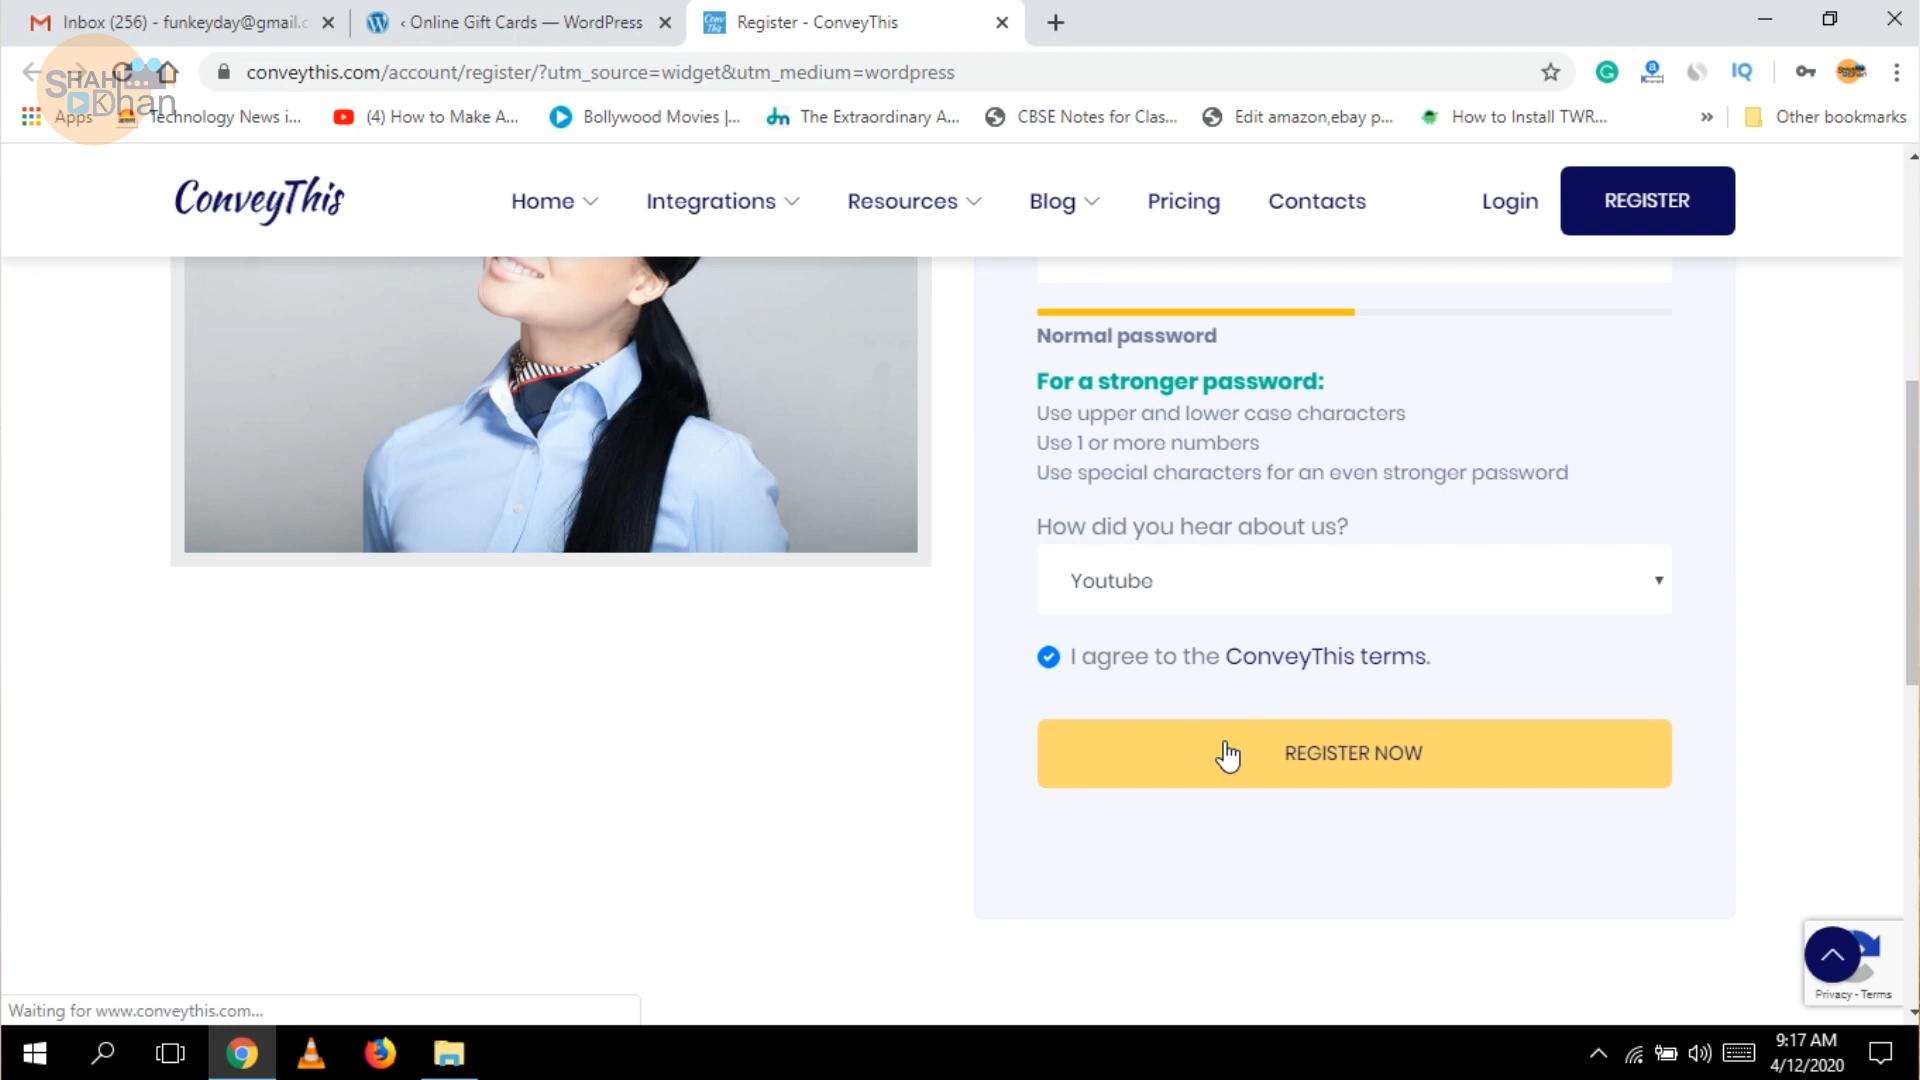 Inbox (256) - funkeyday@gmail.c
‹ Online Gift Cards — WordPress
Register - ConveyThis
SHAH
Khan
conveythis.com/account/register/?utm_source=widget&utm_medium=wordpress
IQ
Apps
Technology News i...
(4) How to Make A...
Bollywood Movies |...
dn The Extraordinary A...
CBSE Notes for Clas...
Edit amazon,ebay p...
How to Install TWR...
»
Other bookmarks
ConveyThis
Home
Integrations
Resources
Blog
Pricing
Contacts
Login
REGISTER
Normal password
For a stronger password:
Use upper and lower case characters
Use 1 or more numbers
Use special characters for an even stronger password
How did you hear about us?
Youtube
I agree to the ConveyThis terms.
REGISTER NOW
Privacy - Terms
Waiting for www.conveythis.com...
9:17 AM
4/12/2020